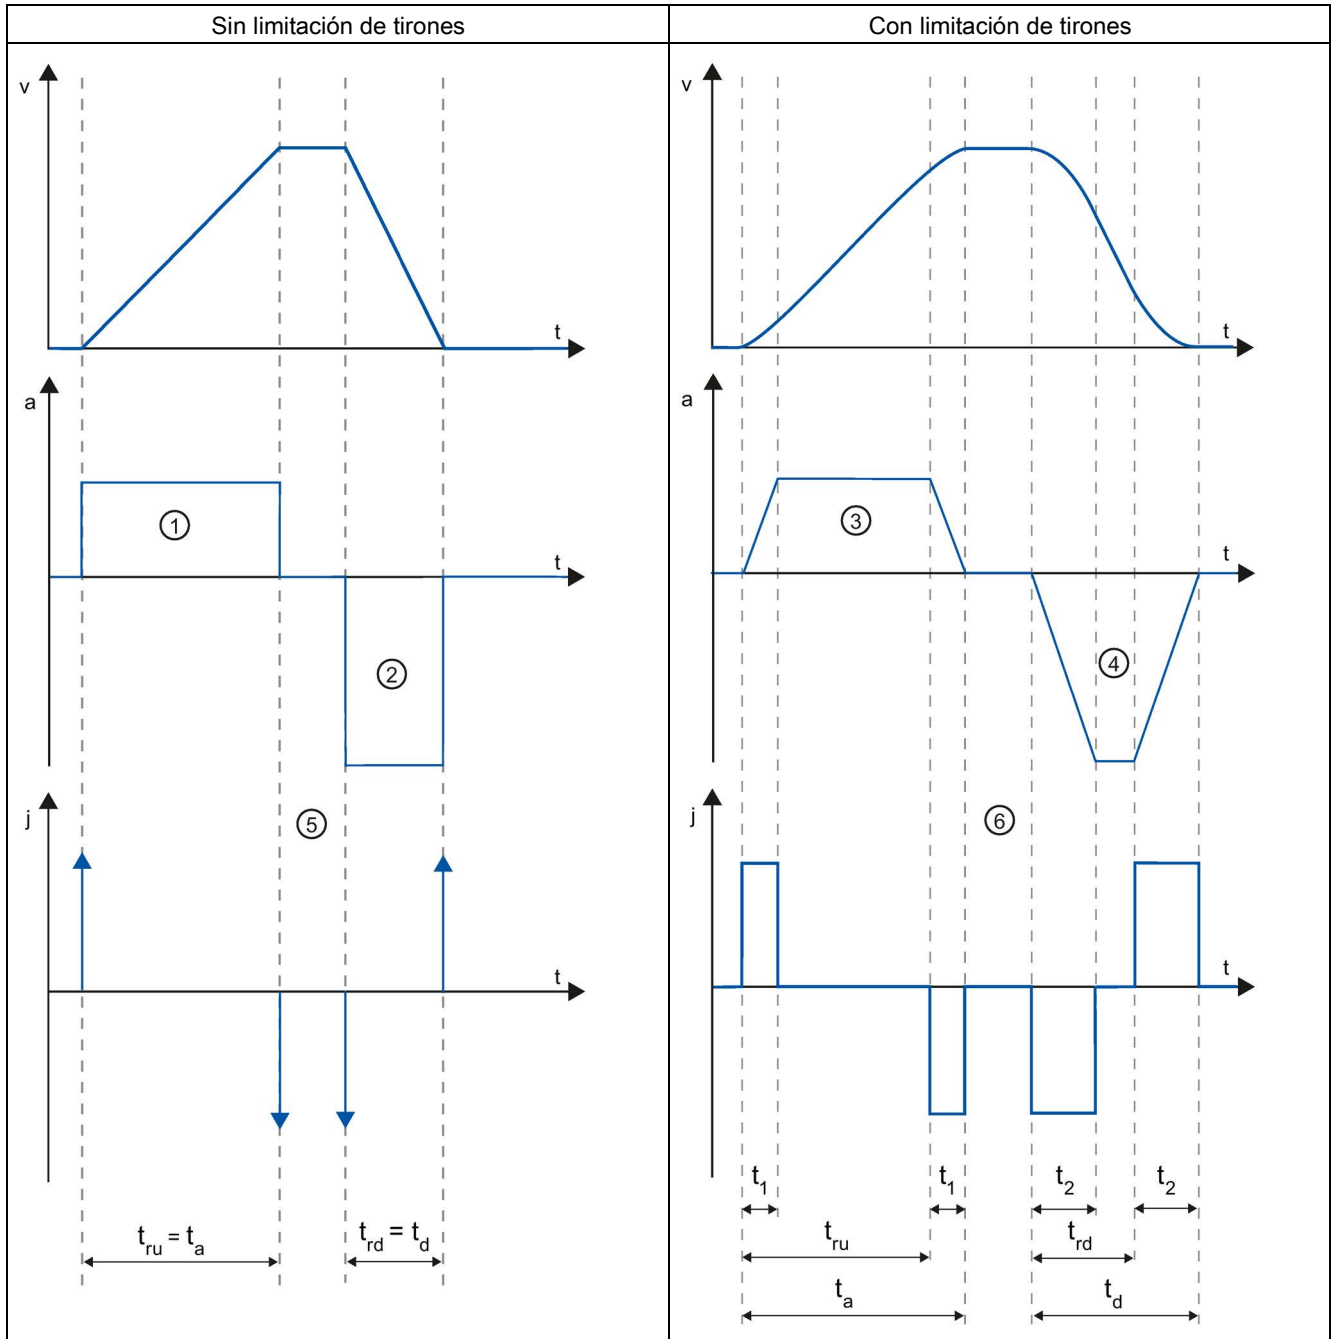 Sin limitación de tirones
Con limitación de tirones
v
t
a
t
1
2
j
t
5
tru = ta
trd = td
v
t
a
t
3
4
j
t
6
t1
t1
t2
t2
tru
trd
ta
td